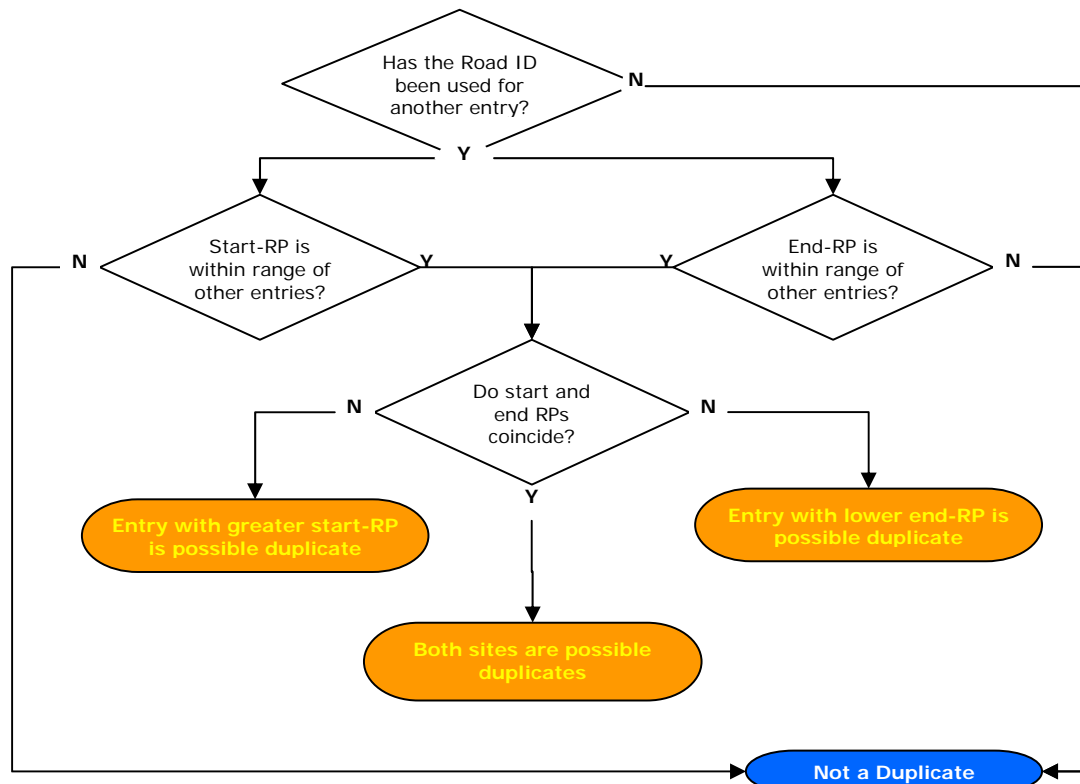 Has the Road ID
been used for
another entry?
N
Y
N
Start-RP is
within range of
other entries?
Y
Y
End-RP is
within range of
other entries?
N
N
Do start and
end RPs
coincide?
N
Y
Entry with greater start-RP
is possible duplicate
Entry with lower end-RP is
possible duplicate
Both sites are possible
duplicates
Not a Duplicate